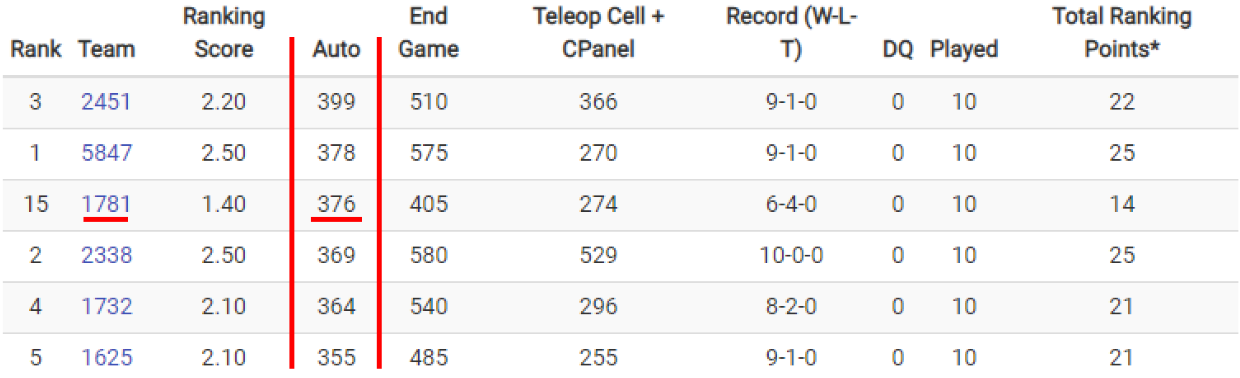 Rank Team Ranking Score Auto End Game Teleop Cell + CPanel Record (W-L-T) DQ Played Total Ranking Points*
3 2451 2.20 399 510 366 9-1-0 0 10 22
1 5847 2.50 378 575 270 9-1-0 0 10 25
15 1781 1.40 376 405 274 6-4-0 0 10 14
2 2338 2.50 369 580 529 10-0-0 0 10 25
4 1732 2.10 364 540 296 8-2-0 0 10 21
5 1625 2.10 355 485 255 9-1-0 0 10 21